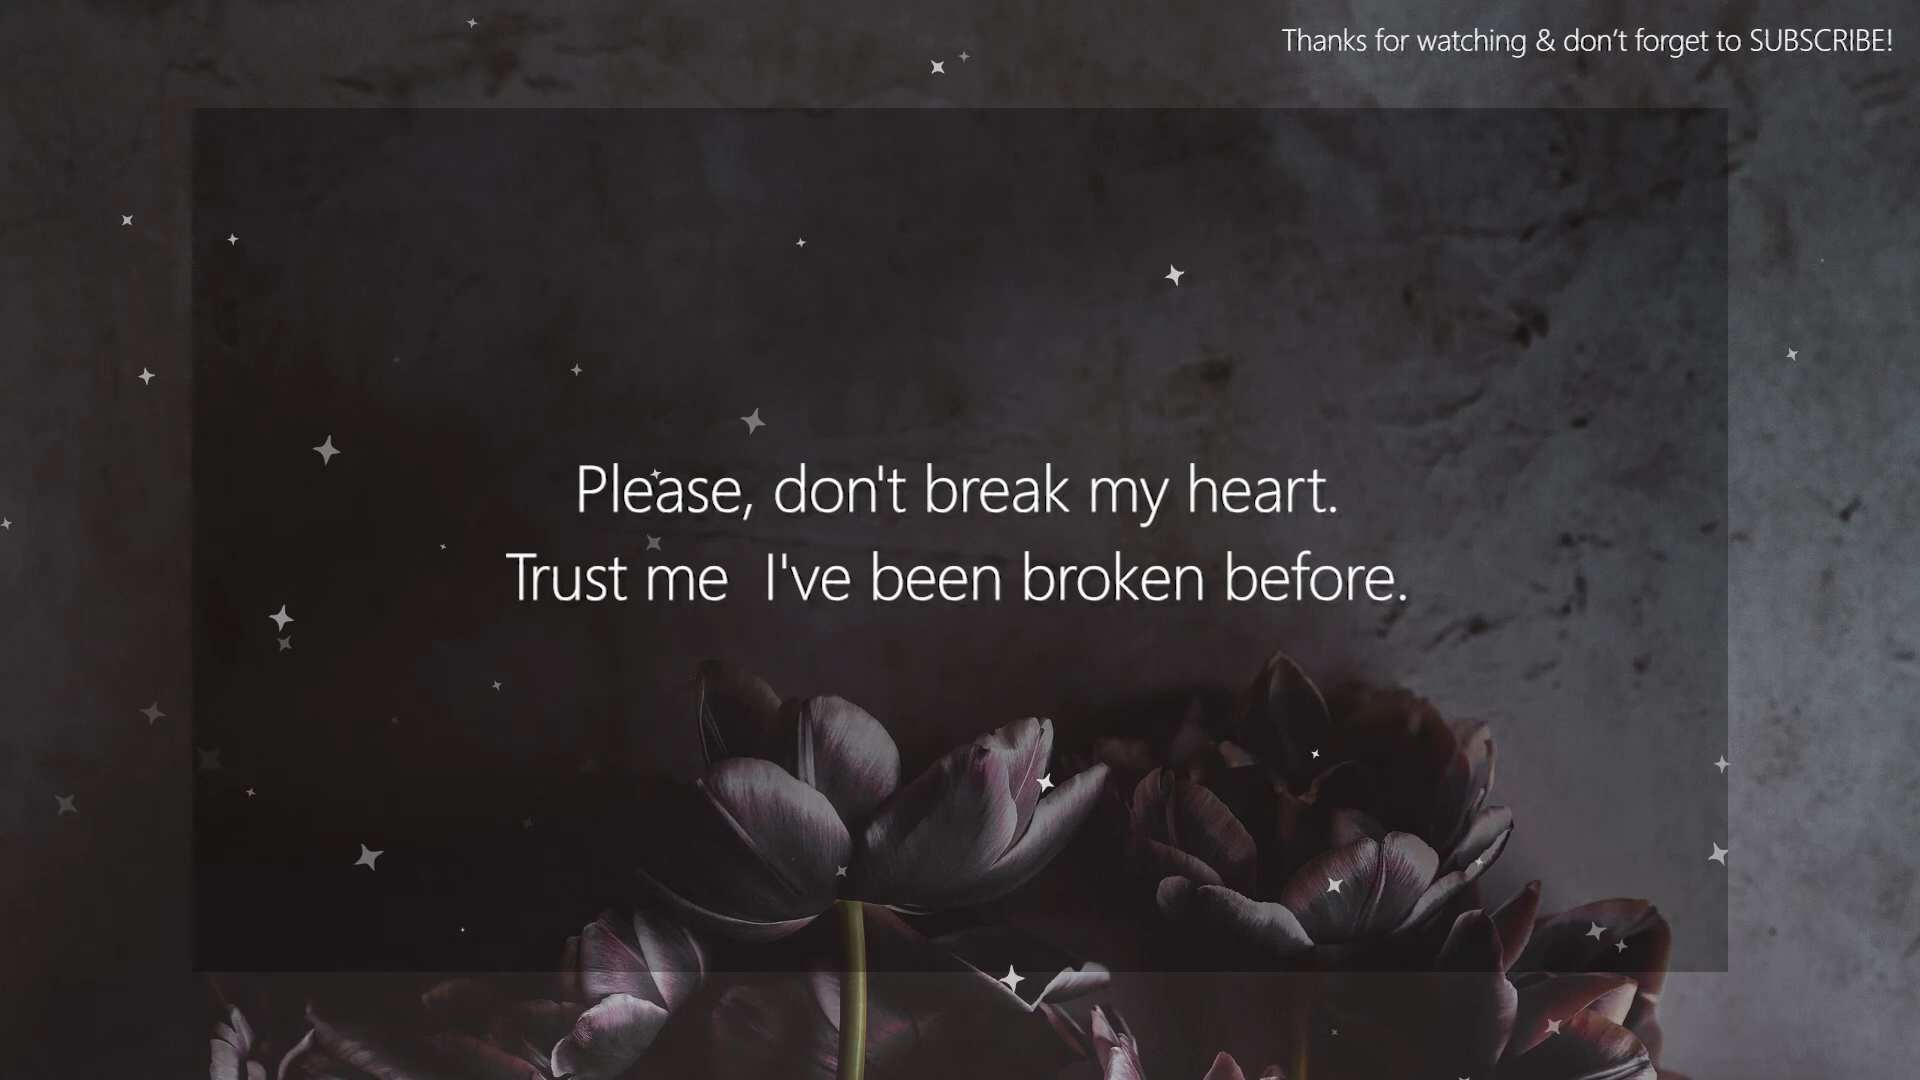 Thanks for watching & don’t forget to SUBSCRIBE!
Please, don't break my heart.
Trust me  I've been broken before.